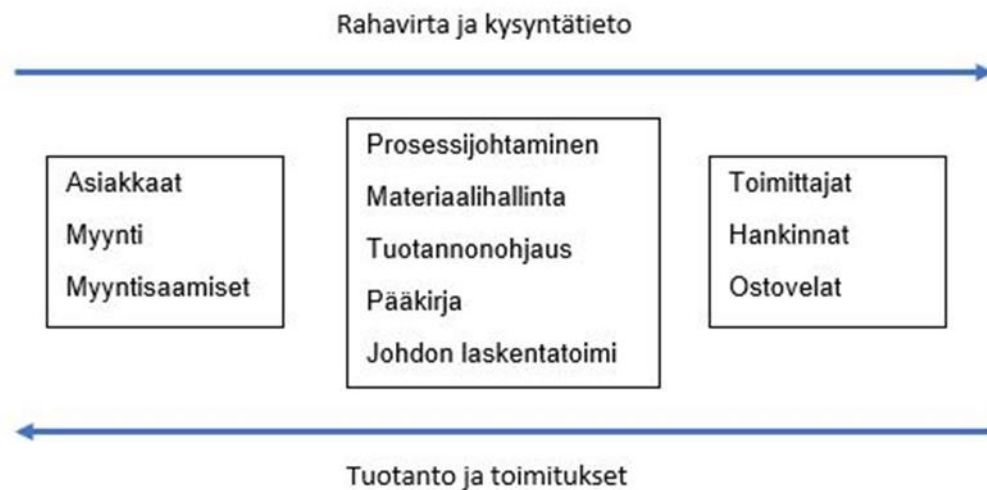 Rahavirta ja kysyntätieto
Asiakkaat
Myynti
Myyntisaamiset
Prosessijohtaminen
Materiaalihallinta
Tuotannonohjaus
Pääkirja
Johdon laskentatoimi
Toimittajat
Hankinnat
Ostovelat
Tuotanto ja toimitukset